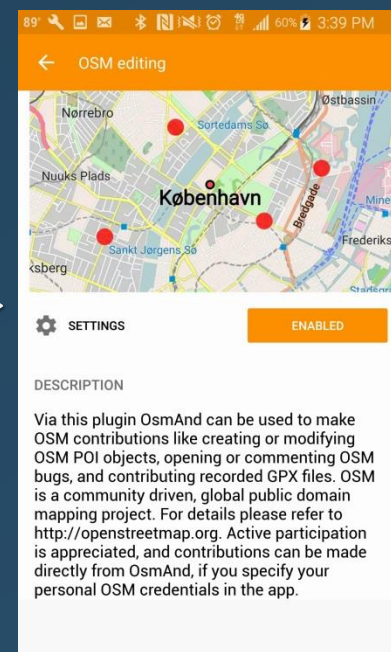 89° 4G LTE 60% 3:39 PM
OSM editing
Østbassin
Nørrebro
Sortedams Sø
Nuuks Plads
København
Bredgade
Mine
Sankt Jørgens Sø
Frederiks
ksberg
Stadsgra
SETTINGS
ENABLED
DESCRIPTION
Via this plugin OsmAnd can be used to make
OSM contributions like creating or modifying
OSM POI objects, opening or commenting OSM
bugs, and contributing recorded GPX files. OSM
is a community driven, global public domain
mapping project. For details please refer to
http://openstreetmap.org. Active participation
is appreciated, and contributions can be made
directly from OsmAnd, if you specify your
personal OSM credentials in the app.